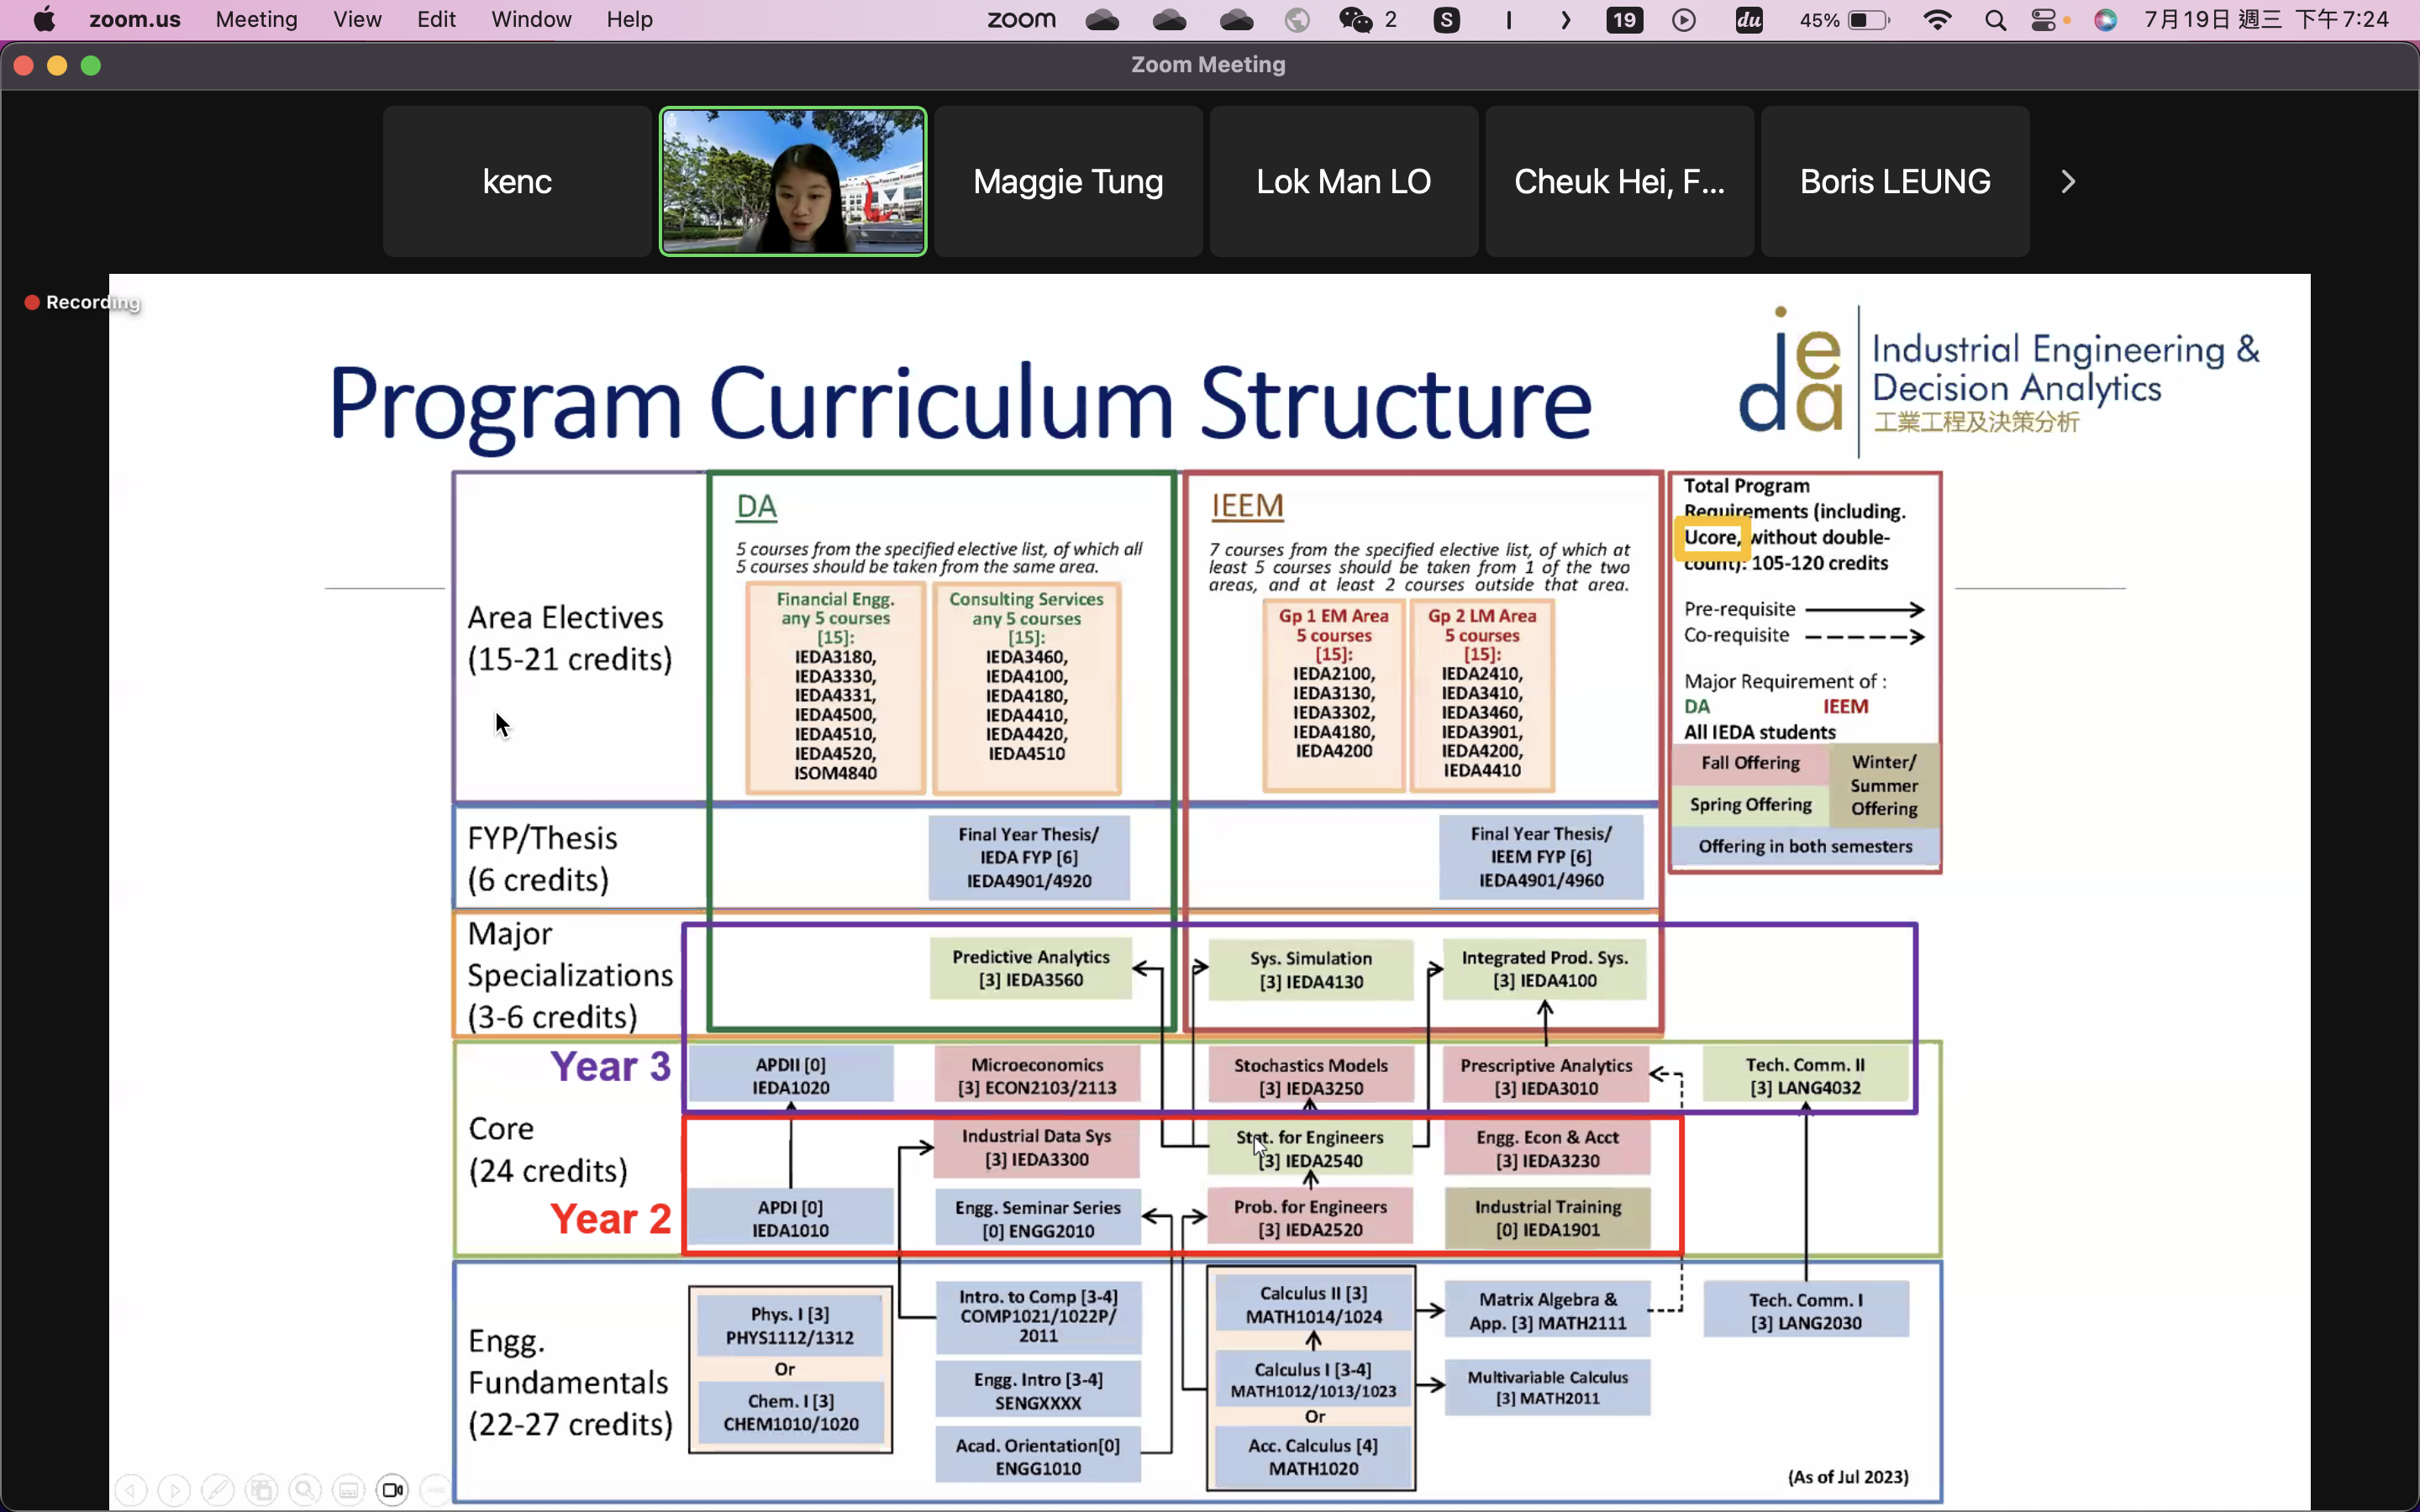 zoom.us Meeting View Edit Window Help zoom 2 S 19 du 45% 7月19日 週三 下午7:24
Zoom Meeting
kenc
Maggie Tung
Lok Man LO
Cheuk Hei, F...
Boris LEUNG
Recording
Program Curriculum Structure
ieda
Industrial Engineering &
Decision Analytics
工業工程及決策分析
Area Electives
(15-21 credits)
DA
5 courses from the specified elective list, of which all
5 courses should be taken from the same area.
Financial Engg.
any 5 courses
[15]:
IEDA3180,
IEDA3330,
IEDA4331,
IEDA4500,
IEDA4510,
IEDA4520,
ISOM4840
Consulting Services
any 5 courses
[15]:
IEDA3460,
IEDA4100,
IEDA4180,
IEDA4410,
IEDA4420,
IEDA4510
IEEM
7 courses from the specified elective list, of which at
least 5 courses should be taken from 1 of the two
areas, and at least 2 courses outside that area.
Gp 1 EM Area
5 courses
[15]:
IEDA2100,
IEDA3130,
IEDA3302,
IEDA4180,
IEDA4200
Gp 2 LM Area
5 courses
[15]:
IEDA2410,
IEDA3410,
IEDA3460,
IEDA3901,
IEDA4200,
IEDA4410
Total Program
Requirements (including.
Ucore, without double-
count): 105-120 credits
Pre-requisite
Co-requisite
Major Requirement of :
DA IEEM
All IEDA students
Fall Offering
Spring Offering
Winter/
Summer
Offering
Offering in both semesters
FYP/Thesis
(6 credits)
Final Year Thesis/
IEDA FYP [6]
IEDA4901/4920
Final Year Thesis/
IEEM FYP [6]
IEDA4901/4960
Major
Specializations
(3-6 credits)
Predictive Analytics
[3] IEDA3560
Sys. Simulation
[3] IEDA4130
Integrated Prod. Sys.
[3] IEDA4100
Year 3
APDII [0]
IEDA1020
Microeconomics
[3] ECON2103/2113
Stochastics Models
[3] IEDA3250
Prescriptive Analytics
[3] IEDA3010
Tech. Comm. II
[3] LANG4032
Core
(24 credits)
Industrial Data Sys
[3] IEDA3300
Stat. for Engineers
[3] IEDA2540
Engg. Econ & Acct
[3] IEDA3230
Year 2
APDI [0]
IEDA1010
Engg. Seminar Series
[0] ENGG2010
Prob. for Engineers
[3] IEDA2520
Industrial Training
[0] IEDA1901
Engg.
Fundamentals
(22-27 credits)
Phys. I [3]
PHYS1112/1312
Or
Chem. I [3]
CHEM1010/1020
Intro. to Comp [3-4]
COMP1021/1022P/
2011
Engg. Intro [3-4]
SENGXXXX
Acad. Orientation[0]
ENGG1010
Calculus II [3]
MATH1014/1024
Calculus I [3-4]
MATH1012/1013/1023
Or
Acc. Calculus [4]
MATH1020
Matrix Algebra &
App. [3] MATH2111
Multivariable Calculus
[3] MATH2011
Tech. Comm. I
[3] LANG2030
(As of Jul 2023)